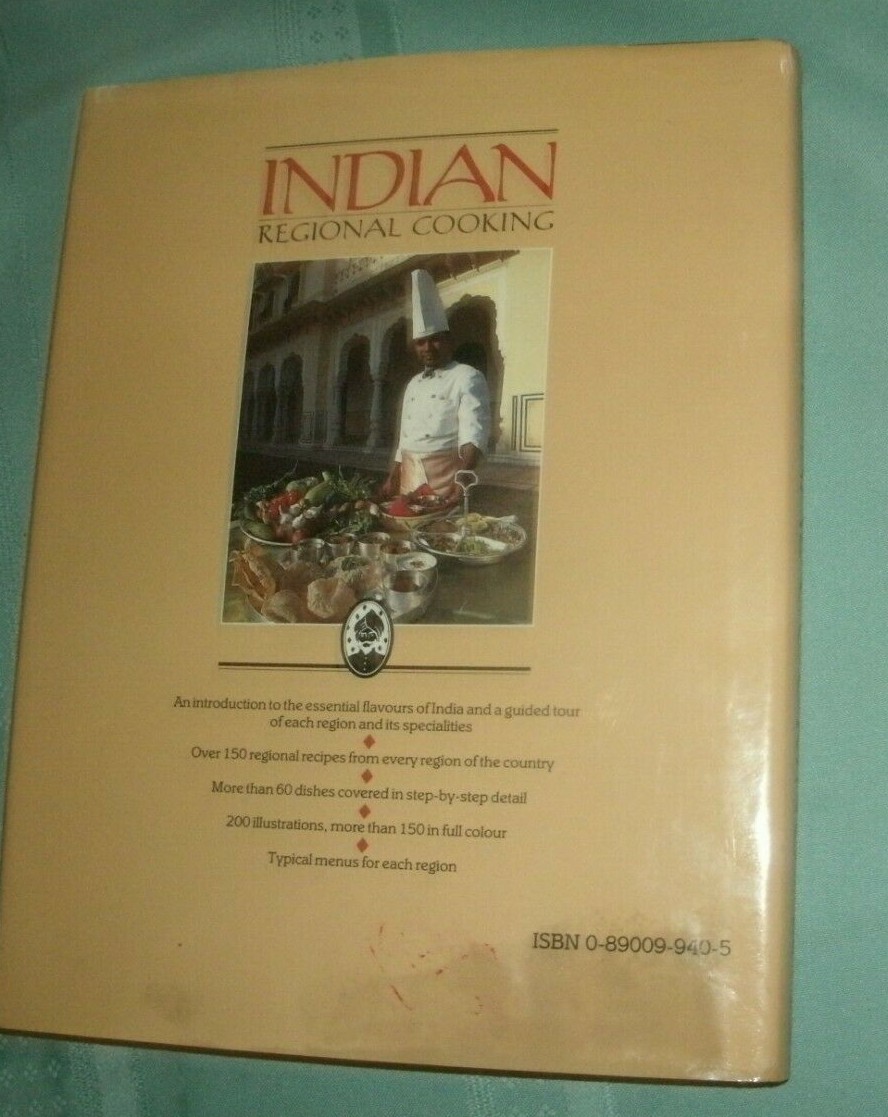 INDIAN
REGIONAL COOKING
An introduction to the essential flavours of India and a guided tour
of each region and its specialities
Over 150 regional recipes from every region of the country
More than 60 dishes covered in step-by-step detail
200 illustrations, more than 150 in full colour
Typical menus for each region
ISBN 0-89009-940-5